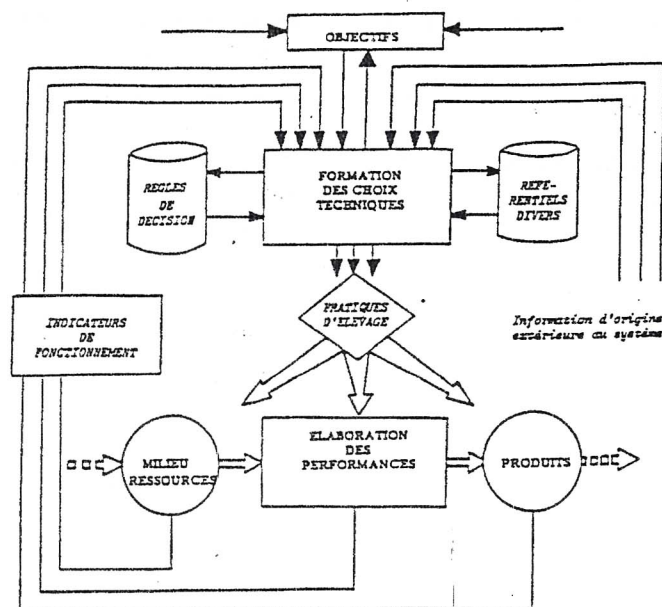 OBJECTIFS
FORMATION
DES CHOIX
TECHNIQUES
REGLES
DE
DECISION
REFE-
RENTIELS
DIVERS
PRATIQUES
D'ELEVAGE
INDICATEURS
DE
FONCTIONNEMENT
Information d'origine
extérieure au système
MILIEU
RESSOURCES
ELABORATION
DES
PERFORMANCES
PRODUITS